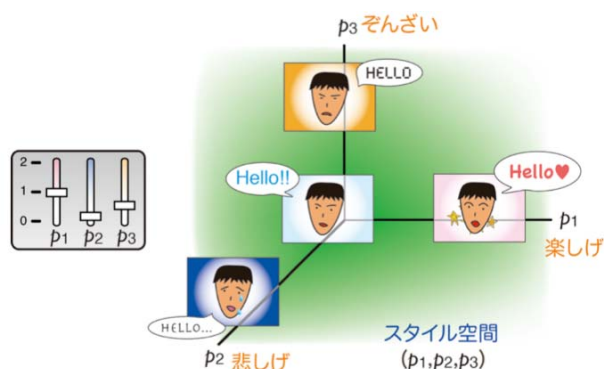 p3 ぞんざい
HELLO
Hello!!
Hello♥
2
1
0
p1 p2 p3
p1
楽しげ
HELLO...
p2 悲しげ
スタイル空間
(p1,p2,p3)